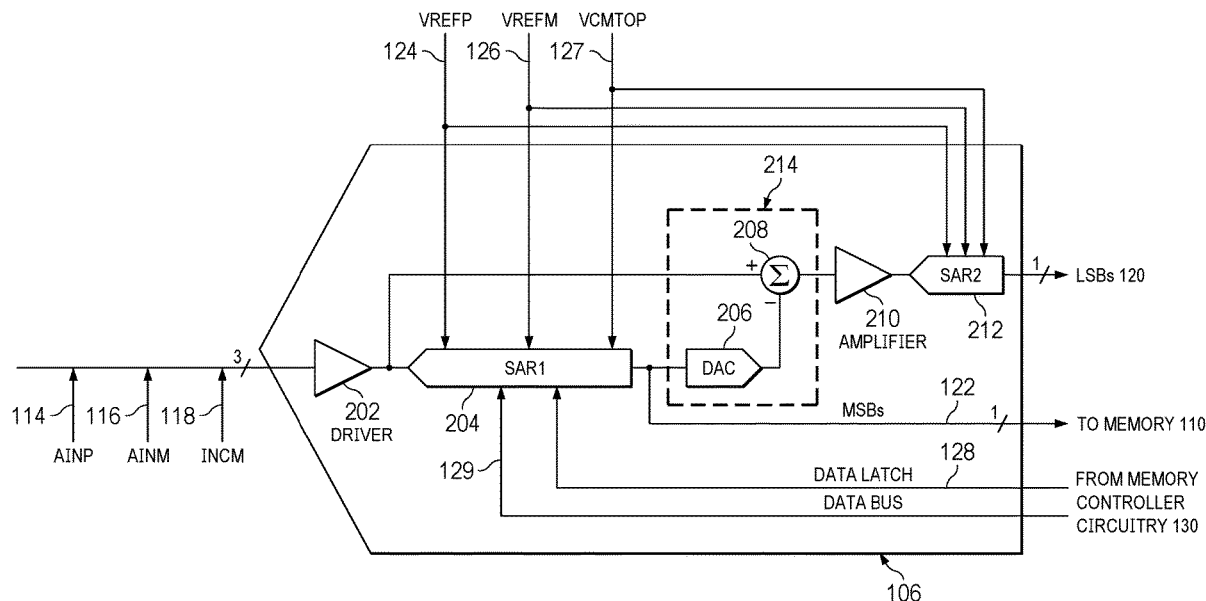 VREFP VREFM VCMTOP
124 126 127
214
208
+
Σ
−
1
SAR2
LSBs 120
212
210
AMPLIFIER
206
DAC
3
SAR1
114 116 118
202
DRIVER
204
MSBs
122
1
TO MEMORY 110
AINP AINM INCM
129
DATA LATCH
128
FROM MEMORY
DATA BUS
CONTROLLER
CIRCUITRY 130
106